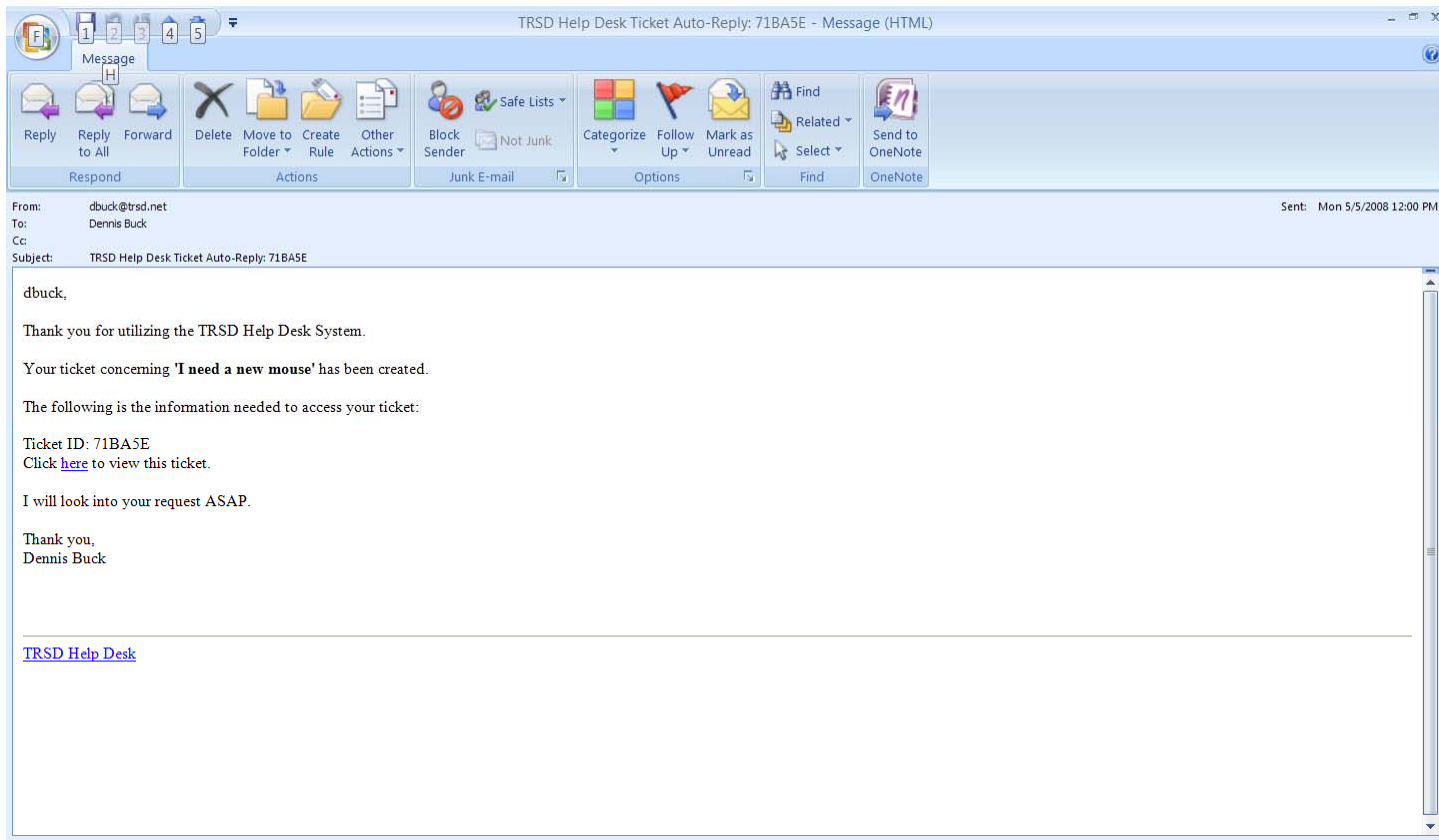 TRSD Help Desk Ticket Auto-Reply: 71BA5E - Message (HTML)
F 1 2 3 4 5
Message
H
Reply
Reply to All
Forward
Delete
Move to Folder
Create Rule
Other Actions
Block Sender
Safe Lists
Not Junk
Categorize
Follow Up
Mark as Unread
Find
Related
Select
Send to OneNote
Respond
Actions
Junk E-mail
Options
Find
OneNote
From: dbuck@trsd.net
Sent: Mon 5/5/2008 12:00 PM
To: Dennis Buck
Cc:
Subject: TRSD Help Desk Ticket Auto-Reply: 71BA5E
dbuck,
Thank you for utilizing the TRSD Help Desk System.
Your ticket concerning 'I need a new mouse' has been created.
The following is the information needed to access your ticket:
Ticket ID: 71BA5E
Click here to view this ticket.
I will look into your request ASAP.
Thank you,
Dennis Buck
TRSD Help Desk